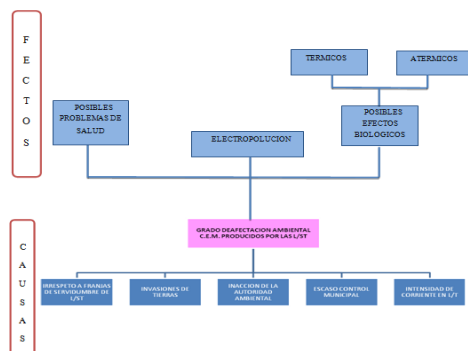 F
E
C
T
O
S
TERMICOS
ATERMICOS
POSIBLES
PROBLEMAS DE
SALUD
ELECTROPOLUCION
POSIBLES
EFECTOS
BIOLOGICOS
GRADO DEAFECTACION AMBIENTAL
C.E.M. PRODUCIDOS POR LAS L/ST
C
A
U
S
A
S
IRRESPETO A FRANJAS
DE SERVIDUMBRE DE
L/ST
INVASIONES DE
TIERRAS
INACCION DE LA
AUTORIDAD
AMBIENTAL
ESCASO CONTROL
MUNICIPAL
INTENSIDAD DE
CORRIENTE EN L/T